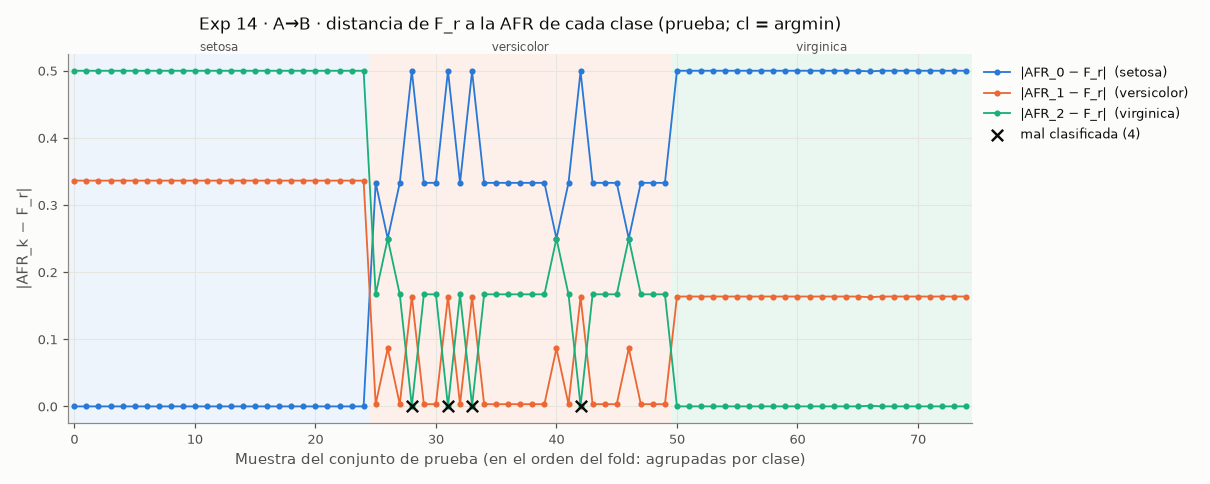 Exp 14 · A→B · distancia de F_r a la AFR de cada clase (prueba; cl = argmin)
setosa versicolor virginica
|AFR_0 − F_r| (setosa)
|AFR_1 − F_r| (versicolor)
|AFR_2 − F_r| (virginica)
mal clasificada (4)
|AFR_k − F_r|
0.5
0.4
0.3
0.2
0.1
0.0
0 10 20 30 40 50 60 70
Muestra del conjunto de prueba (en el orden del fold: agrupadas por clase)